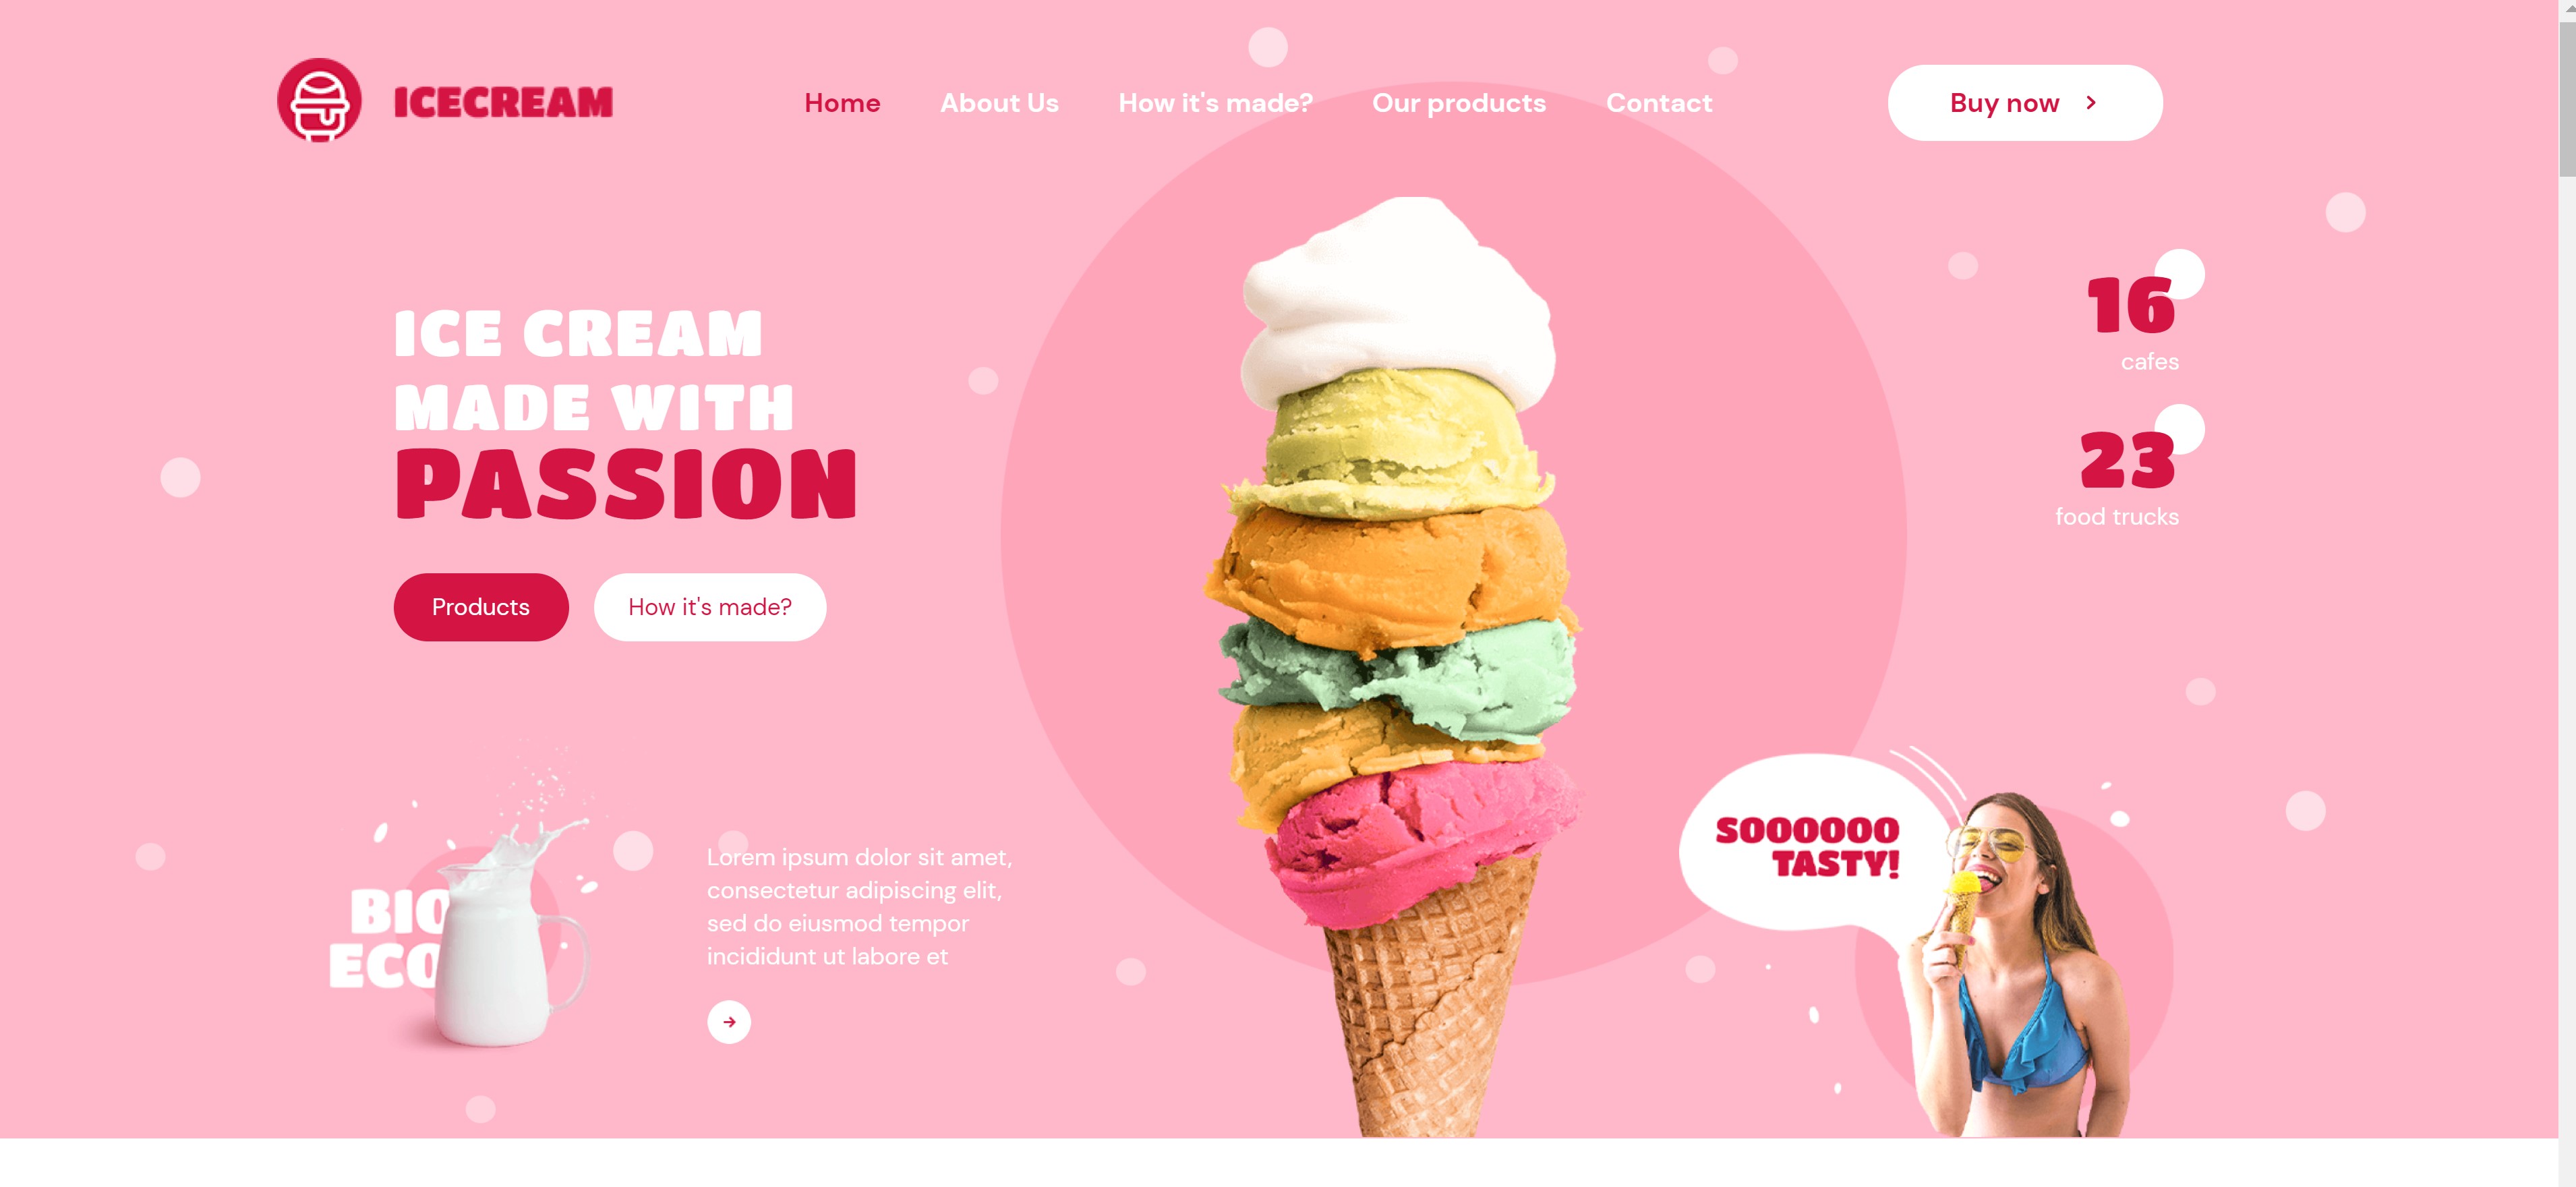 ICECREAM
Home
About Us
How it's made?
Our products
Contact
Buy now
ICE CREAM
MADE WITH
PASSION
Products
How it's made?
16
cafes
23
food trucks
BIO
ECO
Lorem ipsum dolor sit amet,
consectetur adipiscing elit,
sed do eiusmod tempor
incididunt ut labore et
SOOOOOO
TASTY!